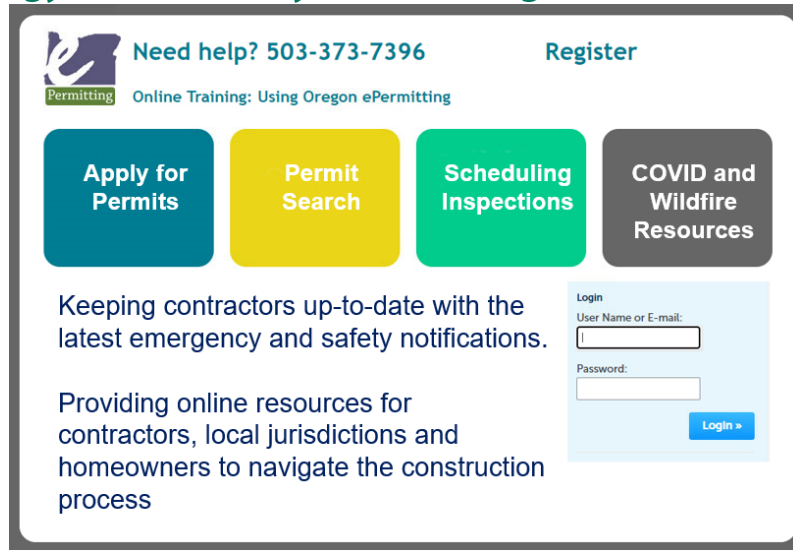 Need help? 503-373-7396 Register
e
Permitting
Online Training: Using Oregon ePermitting
Apply for
Permits
Permit
Search
Scheduling
Inspections
COVID and
Wildfire
Resources
Keeping contractors up-to-date with the
latest emergency and safety notifications.
Providing online resources for
contractors, local jurisdictions and
homeowners to navigate the construction
process
Login
User Name or E-mail:
Password:
Login »